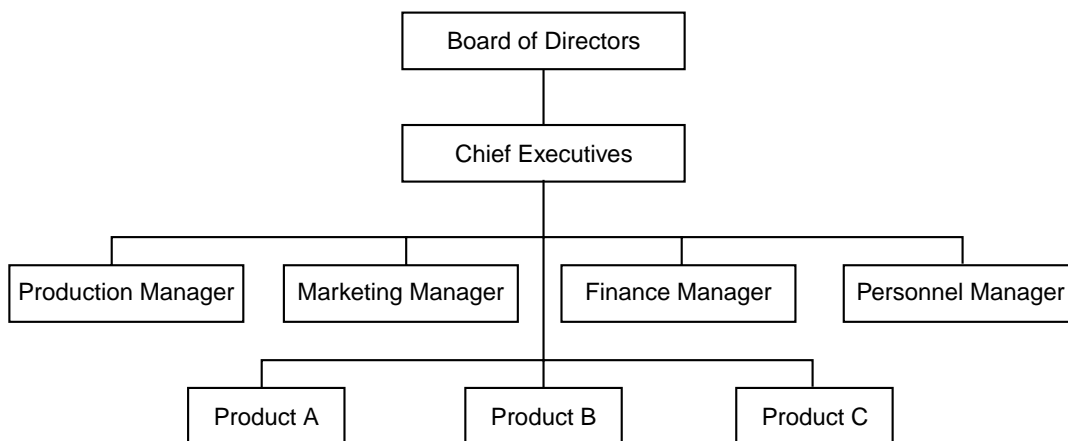 Board of Directors
Chief Executives
Production Manager
Marketing Manager
Finance Manager
Personnel Manager
Product A
Product B
Product C